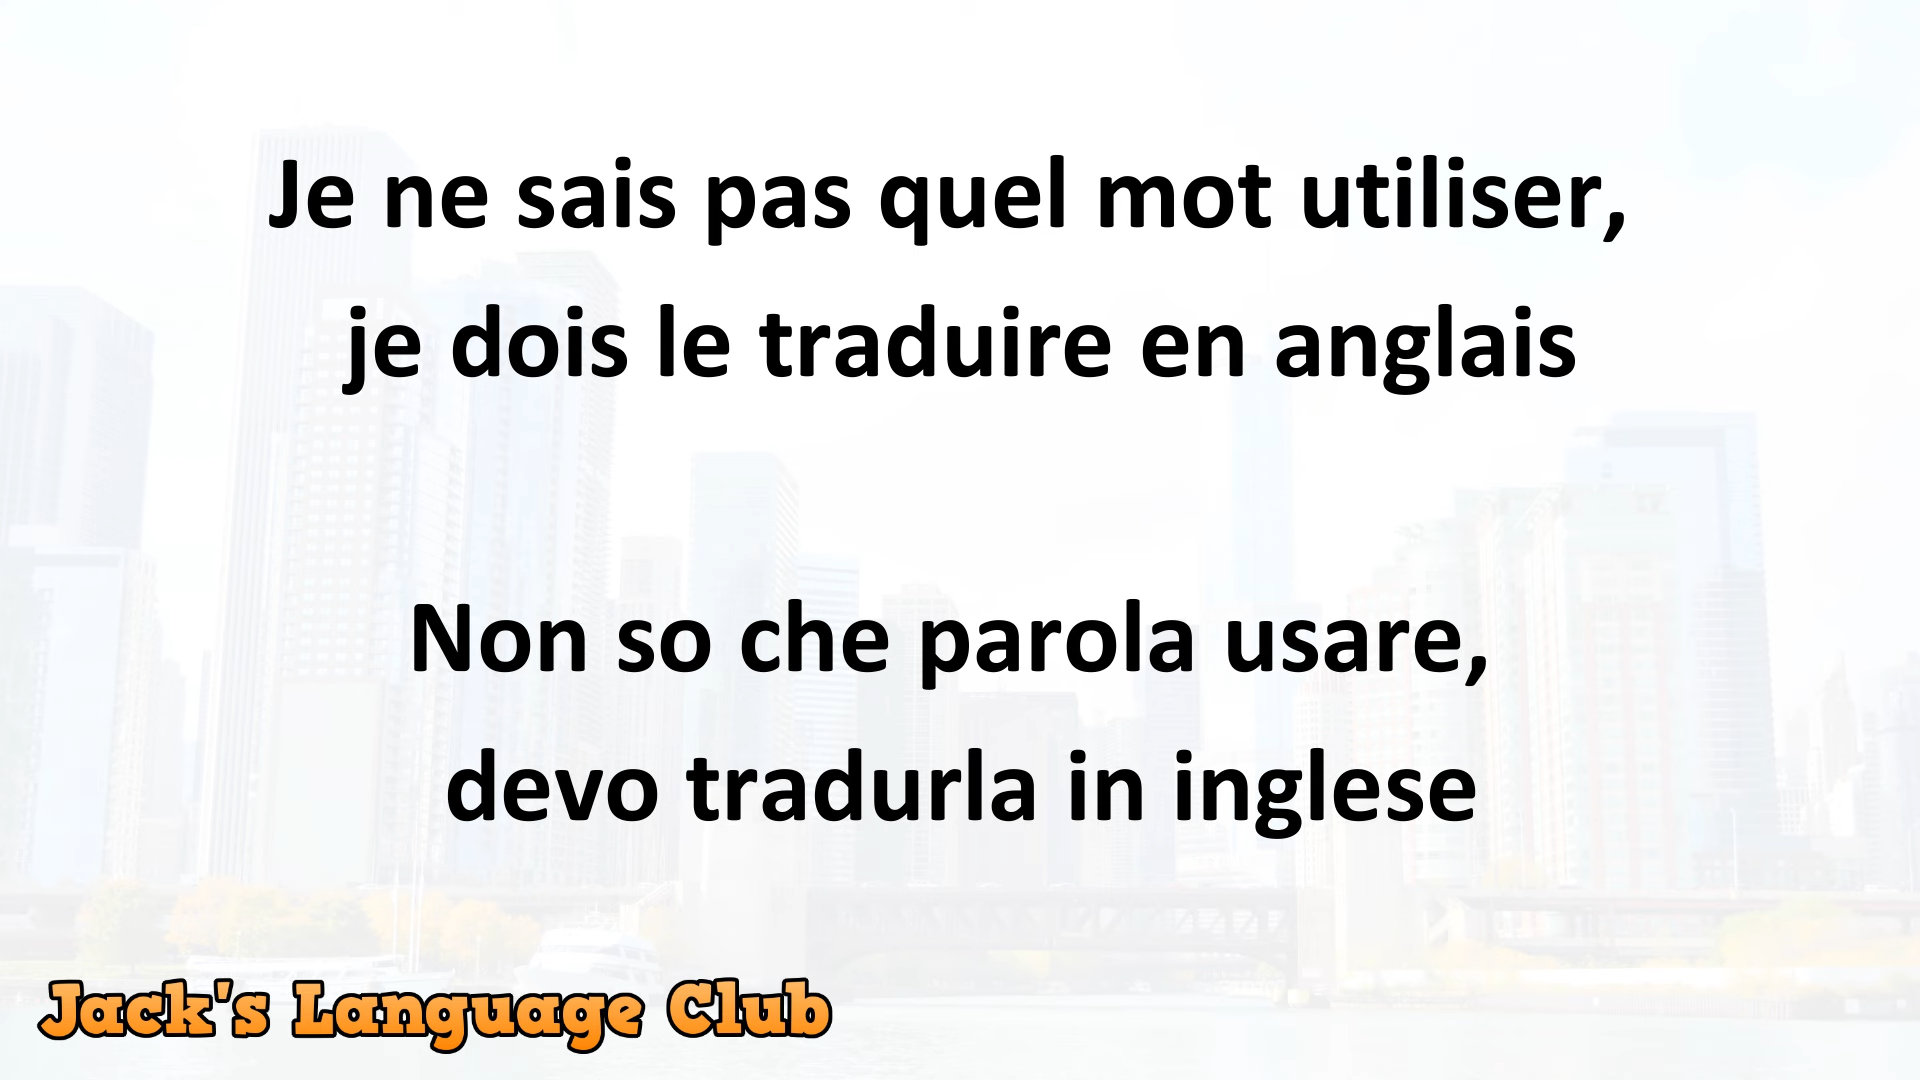 Je ne sais pas quel mot utiliser,
je dois le traduire en anglais
Non so che parola usare,
devo tradurla in inglese
Jack's Language Club